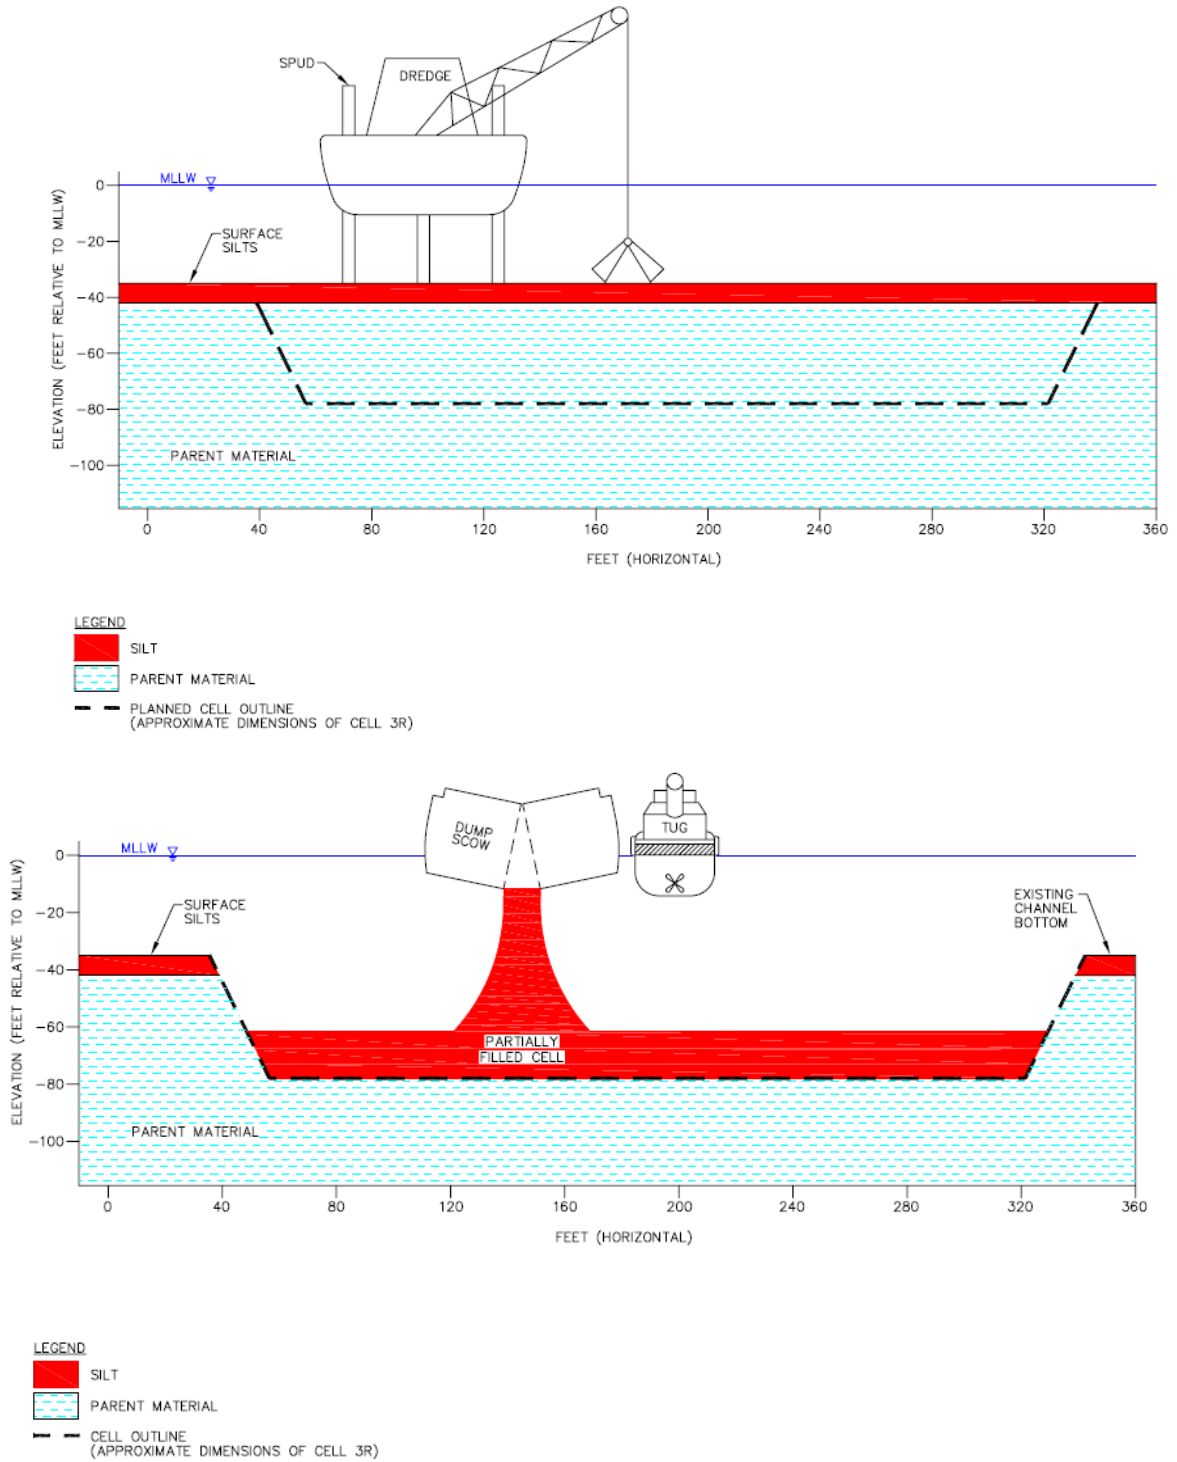 SPUD
DREDGE
MLLW
0
SURFACE
SILTS
-20
-40
-60
-80
-100
ELEVATION (FEET RELATIVE TO MLLW)
PARENT MATERIAL
0 40 80 120 160 200 240 280 320 360
FEET (HORIZONTAL)
LEGEND
SILT
PARENT MATERIAL
PLANNED CELL OUTLINE
(APPROXIMATE DIMENSIONS OF CELL 3R)
DUMP
SCOW
TUG
MLLW
0
SURFACE
SILTS
EXISTING
CHANNEL
BOTTOM
-20
-40
-60
-80
-100
ELEVATION (FEET RELATIVE TO MLLW)
PARTIALLY
FILLED CELL
PARENT MATERIAL
0 40 80 120 160 200 240 280 320 360
FEET (HORIZONTAL)
LEGEND
SILT
PARENT MATERIAL
CELL OUTLINE
(APPROXIMATE DIMENSIONS OF CELL 3R)